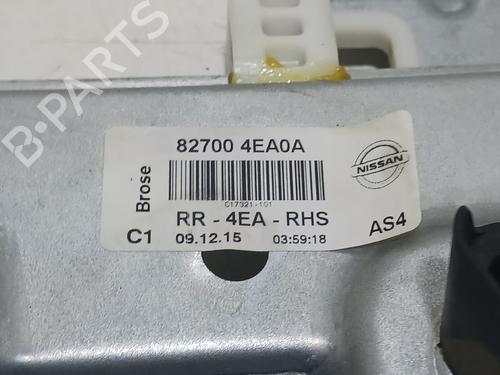 82700 4EA0A
Brose
C17321-101
NISSAN
RR - 4EA - RHS
C1
09.12.15 03:59:18
AS4
B-PARTS